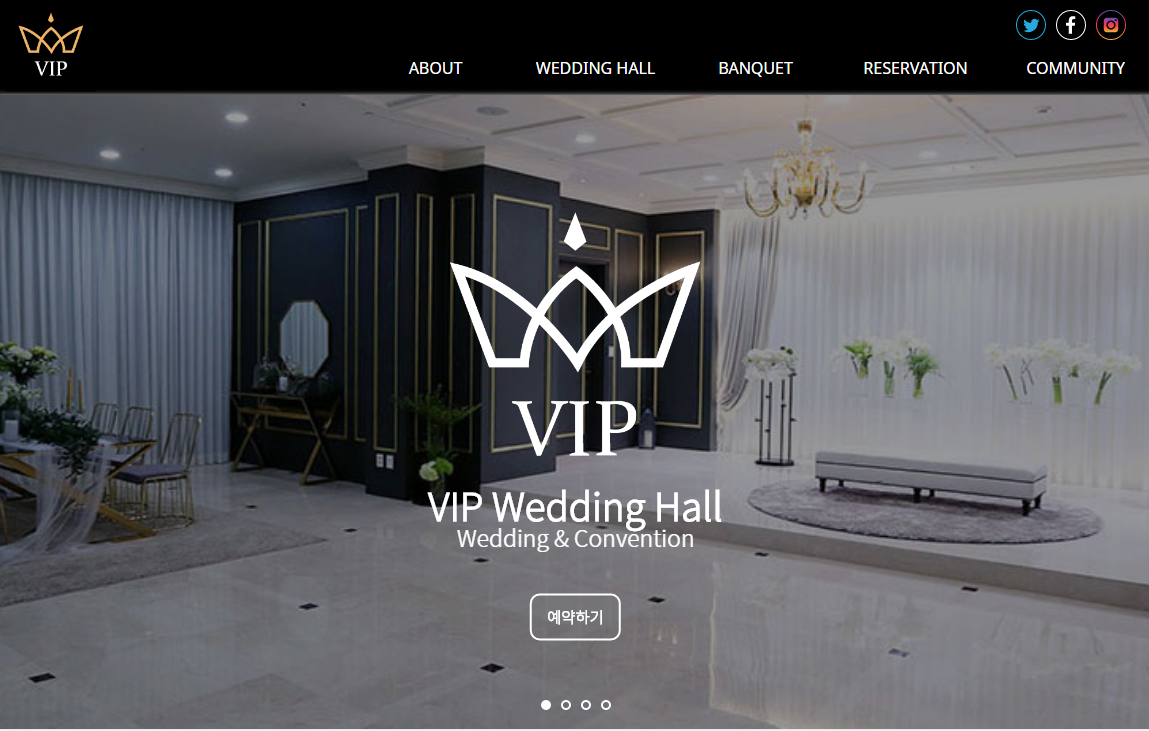 VIP
ABOUT
WEDDING HALL
BANQUET
RESERVATION
COMMUNITY
VIP
VIP Wedding Hall
Wedding & Convention
예약하기